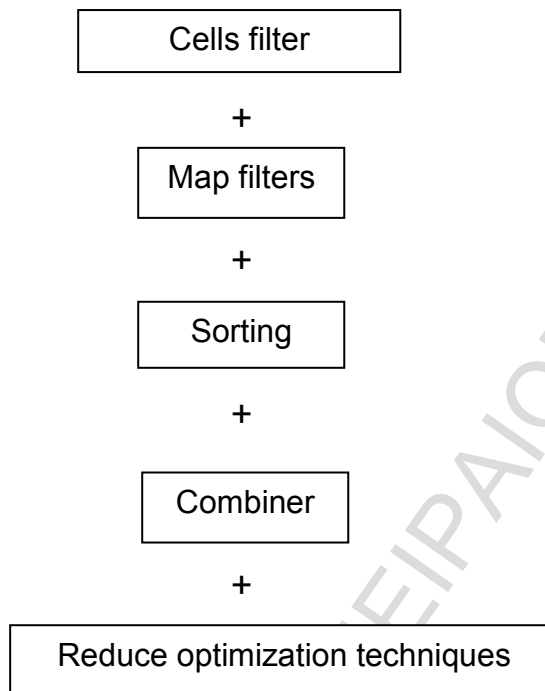 Cells filter
+
Map filters
+
Sorting
+
Combiner
+
Reduce optimization techniques